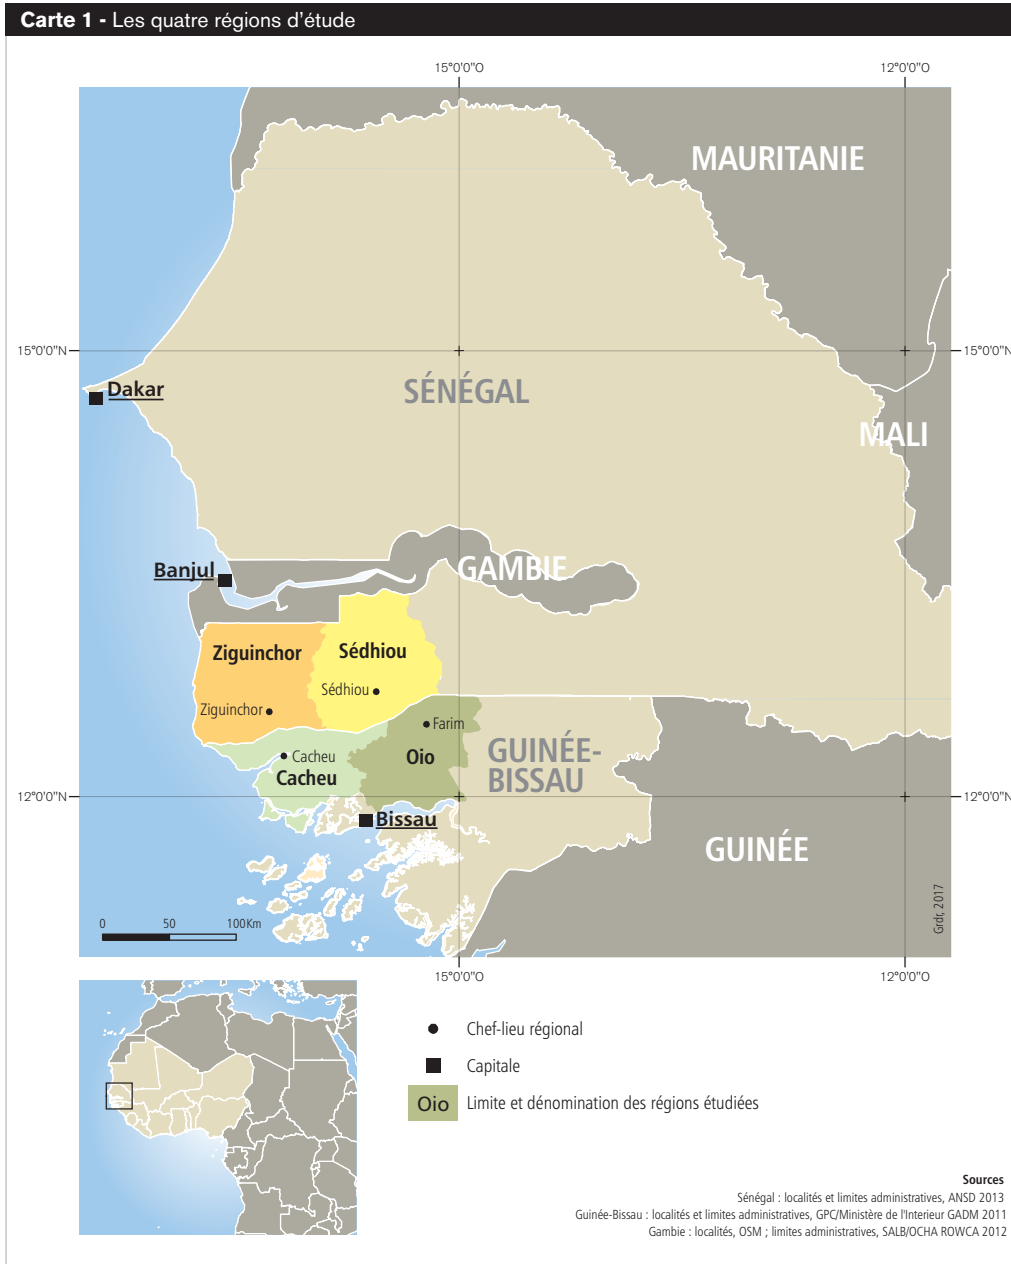 Carte 1 - Les quatre régions d'étude
15°0'0"O
12°0'0"O
MAURITANIE
15°0'0"N
15°0'0"N
SÉNÉGAL
Dakar
MALI
GAMBIE
Banjul
Ziguinchor
Sédhiou
Sédhiou
Ziguinchor
Farim
Cacheu
Oio
GUINÉE-
BISSAU
Cacheu
12°0'0"N
12°0'0"N
Bissau
GUINÉE
Grdr, 2017
0 50 100Km
15°0'0"O
12°0'0"O
Chef-lieu régional
Capitale
Oio Limite et dénomination des régions étudiées
Sources
Sénégal : localités et limites administratives, ANSD 2013
Guinée-Bissau : localités et limites administratives, GPC/Ministère de l'Interieur GADM 2011
Gambie : localités, OSM ; limites administratives, SALB/OCHA ROWCA 2012